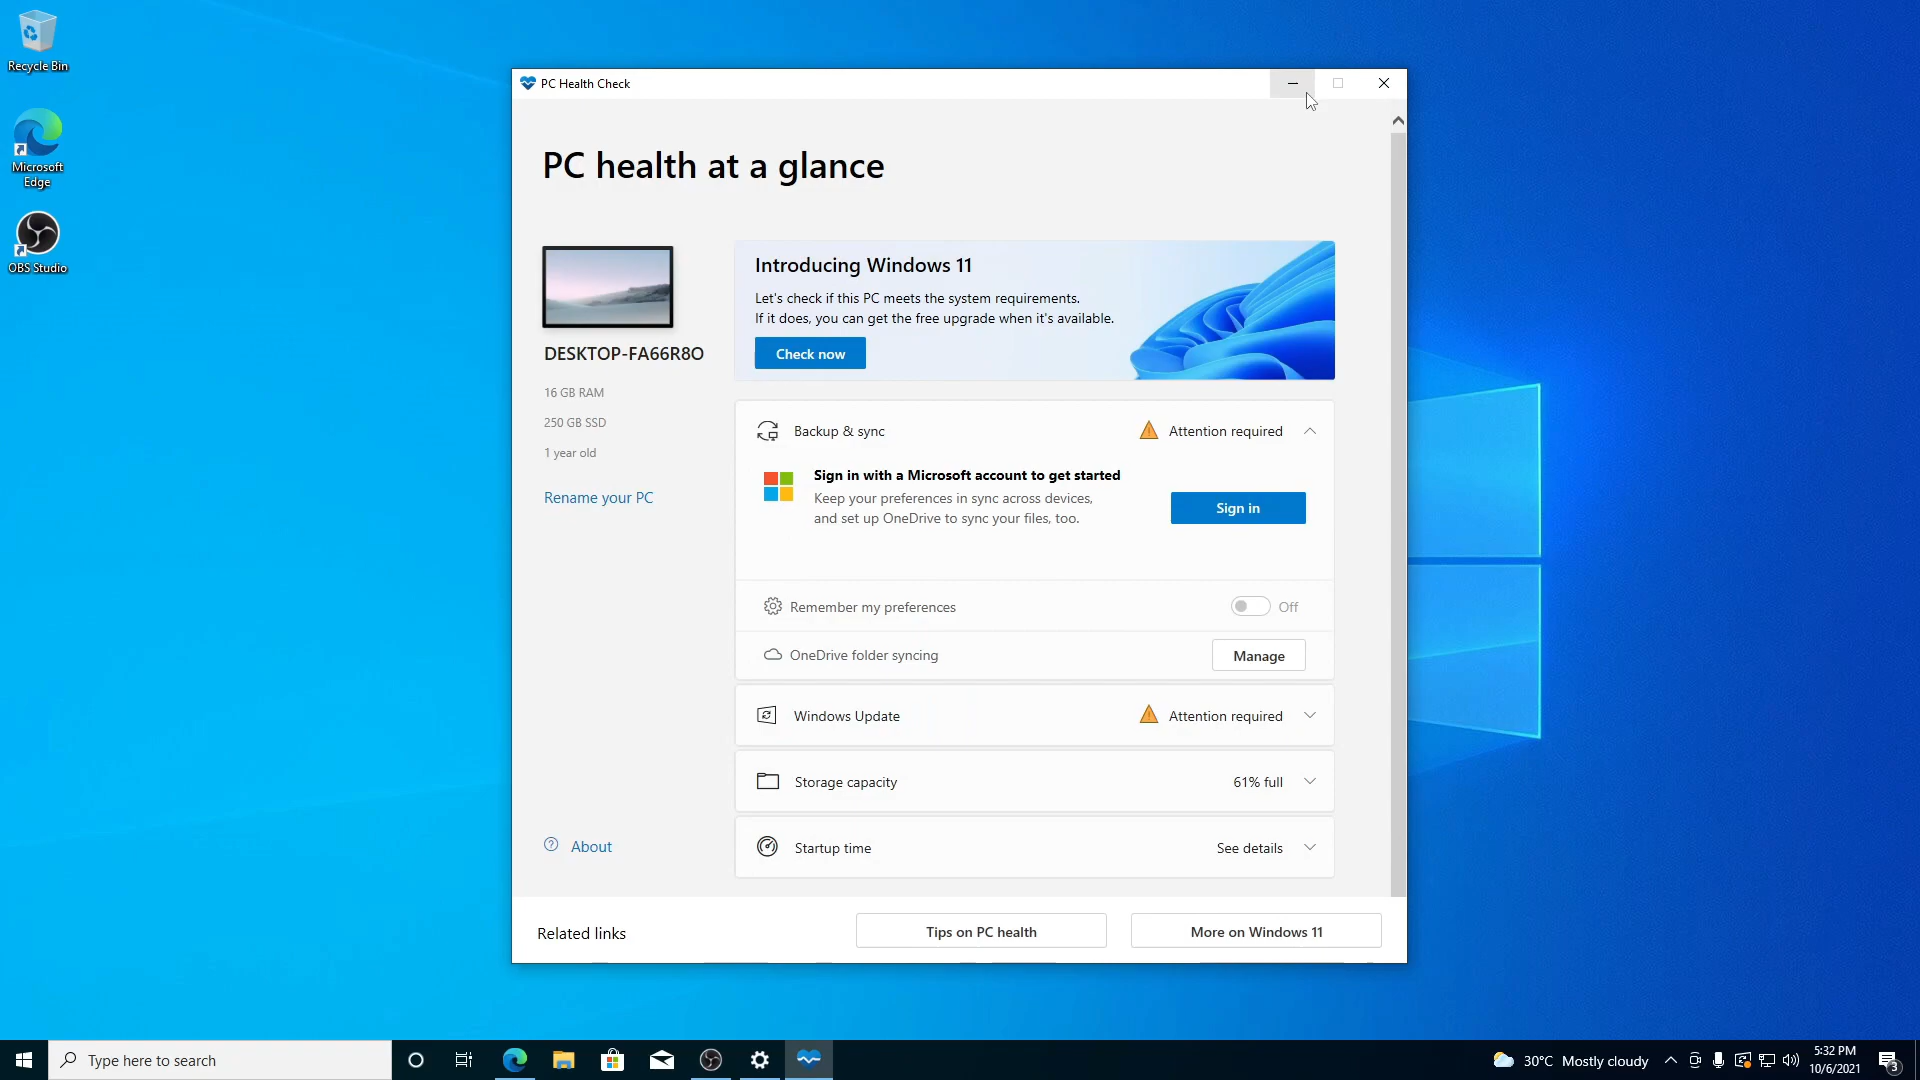 Recycle Bin
Microsoft
Edge
OBS Studio
PC Health Check
PC health at a glance
DESKTOP-FA66R8O
16 GB RAM
250 GB SSD
1 year old
Rename your PC
About
Introducing Windows 11
Let's check if this PC meets the system requirements.
If it does, you can get the free upgrade when it's available.
Check now
Backup & sync
Attention required
Sign in with a Microsoft account to get started
Keep your preferences in sync across devices,
and set up OneDrive to sync your files, too.
Sign in
Remember my preferences
Off
OneDrive folder syncing
Manage
Windows Update
Attention required
Storage capacity
61% full
Startup time
See details
Related links
Tips on PC health
More on Windows 11
Type here to search
30°C Mostly cloudy
5:32 PM
10/6/2021
3